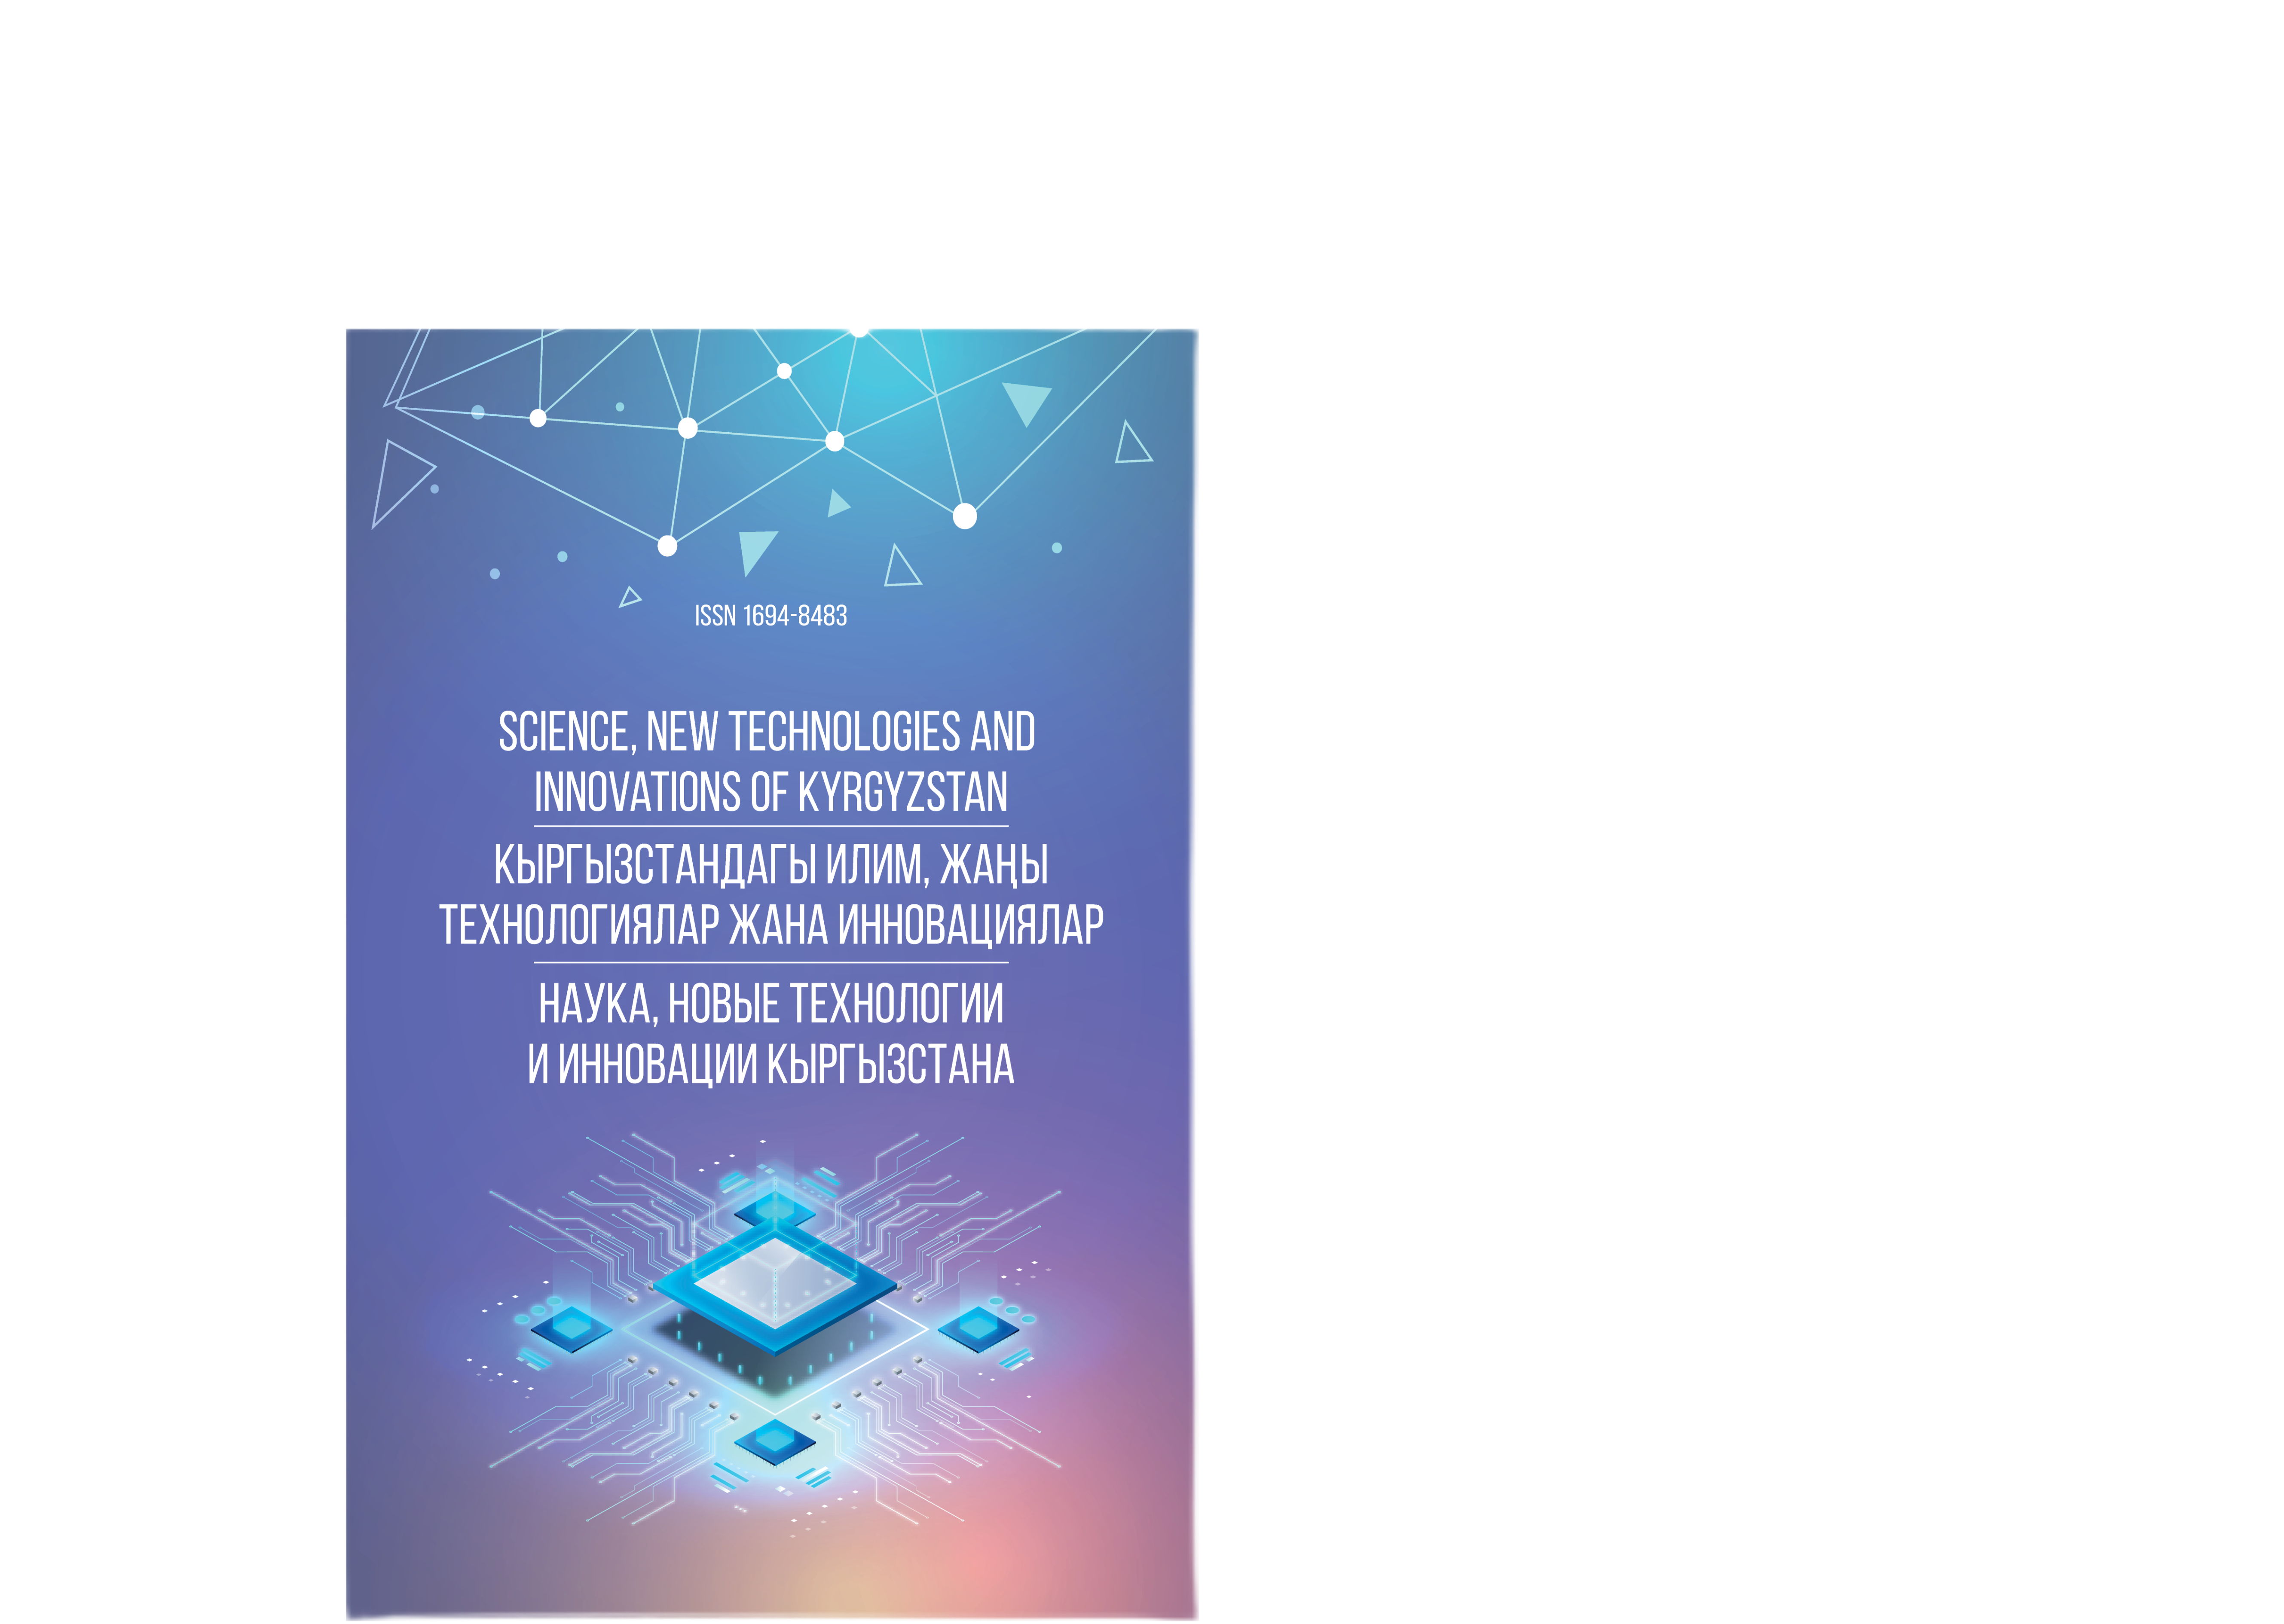 ISSN 1694-8483
SCIENCE, NEW TECHNOLOGIES AND
INNOVATIONS OF KYRGYZSTAN
КЫРГЫЗСТАНДАГЫ ИЛИМ, ЖАҢЫ
ТЕХНОЛОГИЯЛАР ЖАНА ИННОВАЦИЯЛАР
НАУКА, НОВЫЕ ТЕХНОЛОГИИ
И ИННОВАЦИИ КЫРГЫЗСТАНА